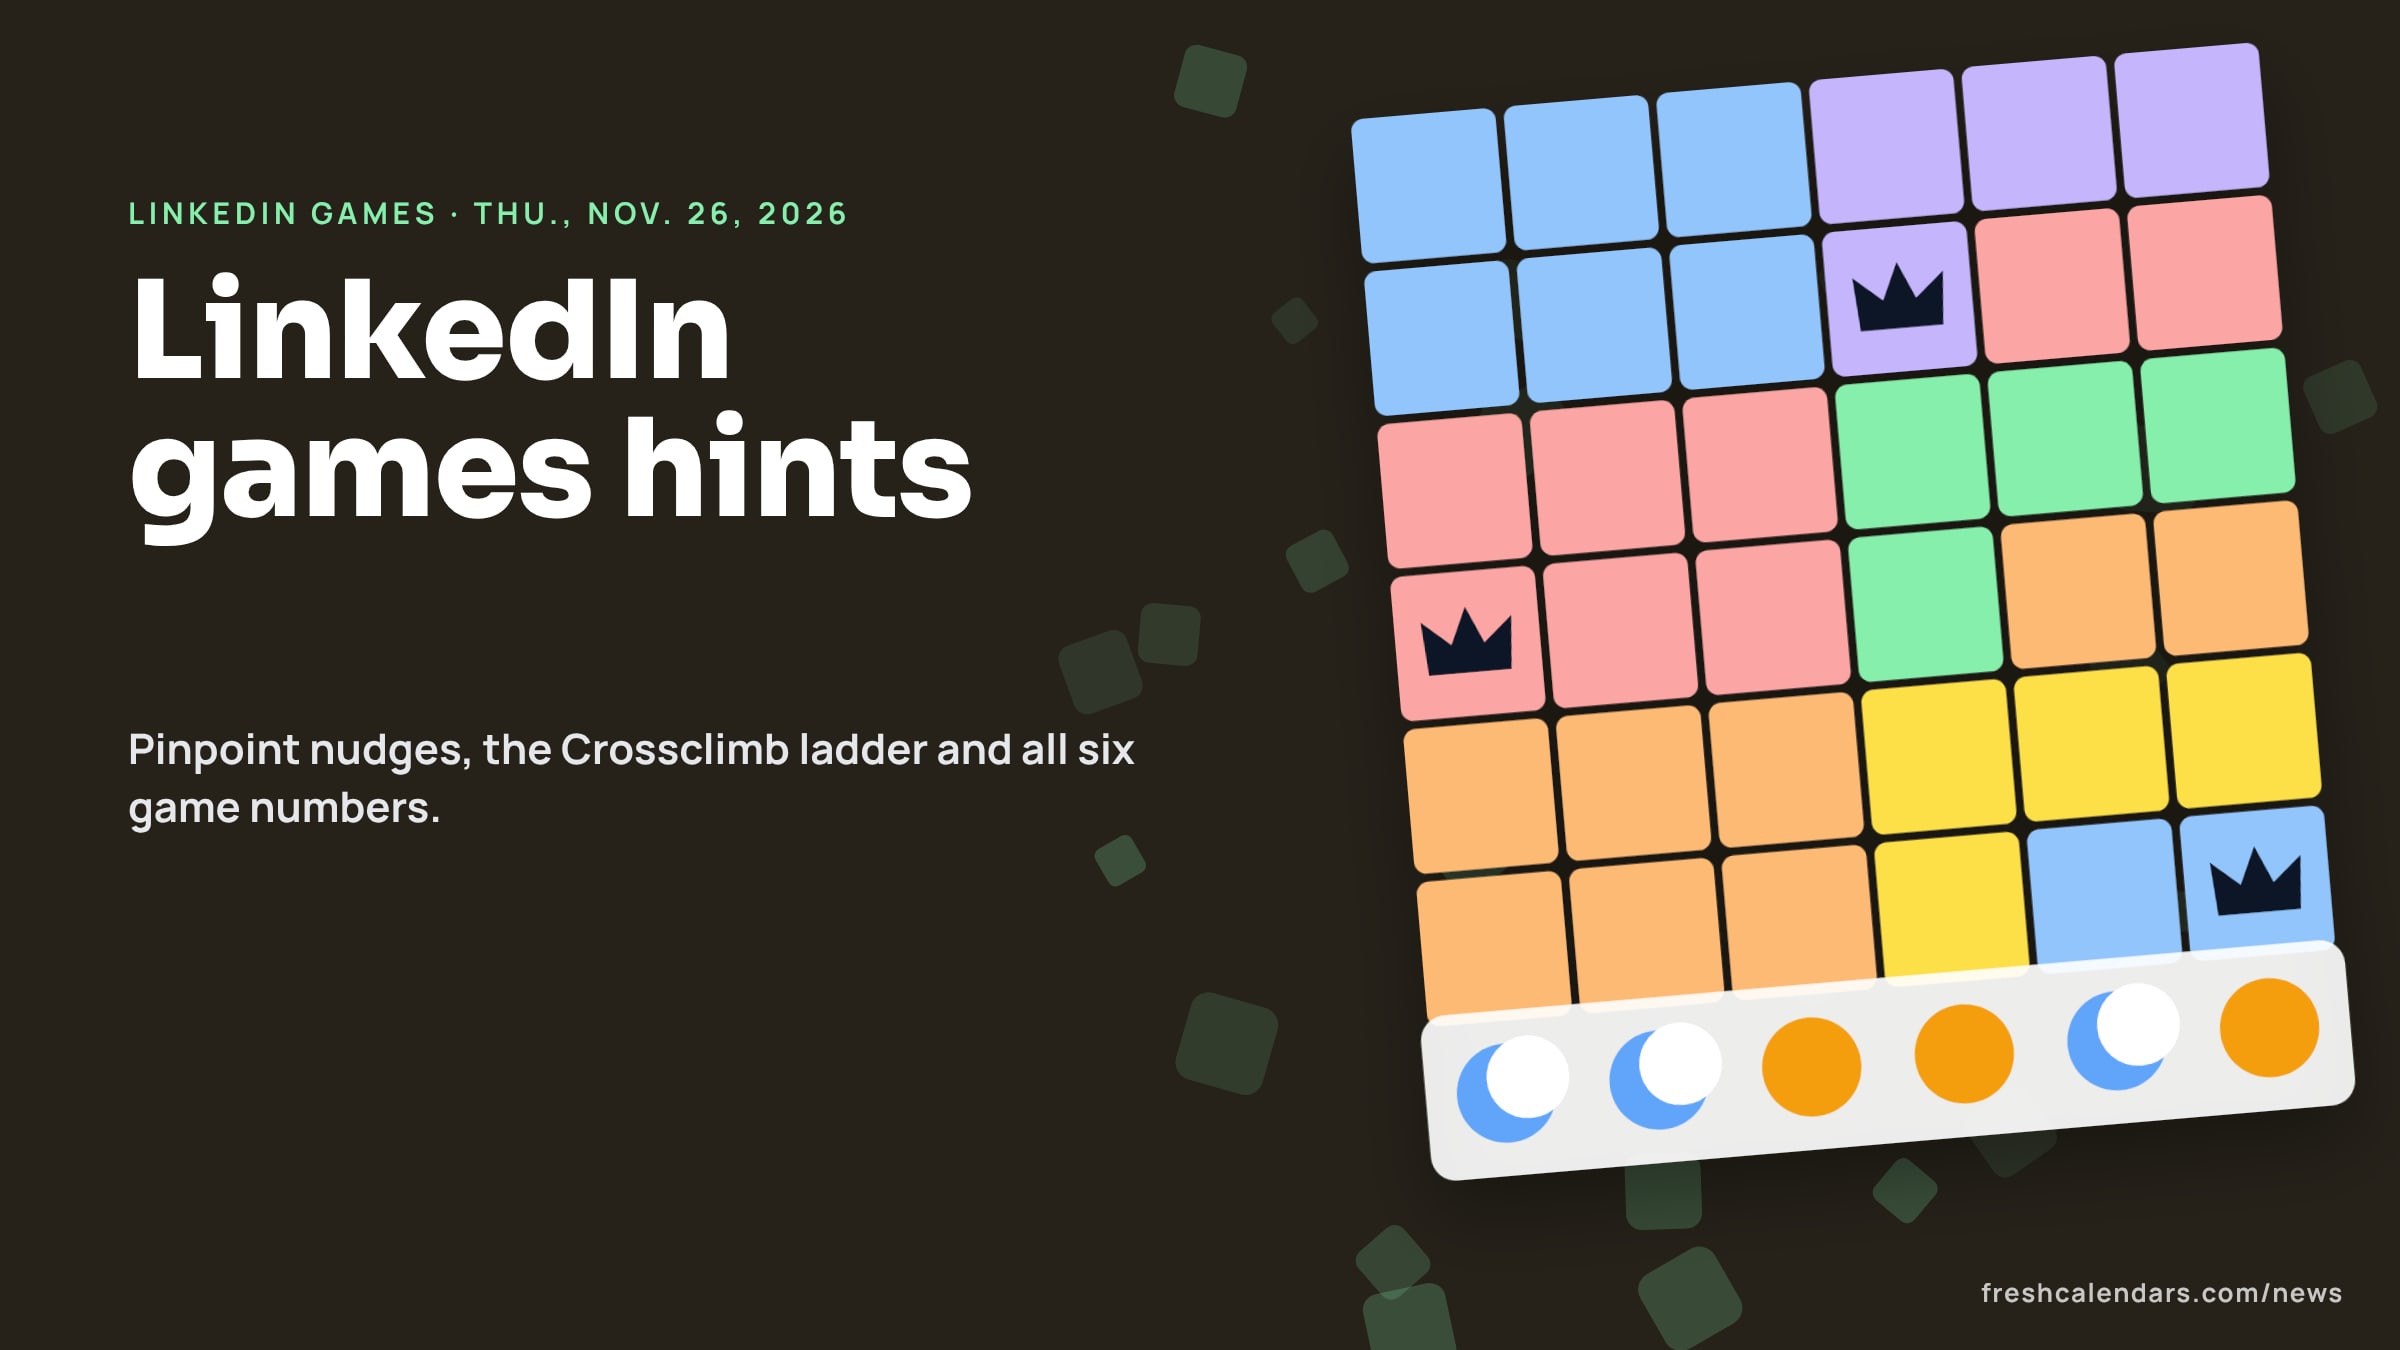 LINKEDIN GAMES · THU., NOV. 26, 2026
LinkedIn
games hints
Pinpoint nudges, the Crossclimb ladder and all six
game numbers.
freshcalendars.com/news